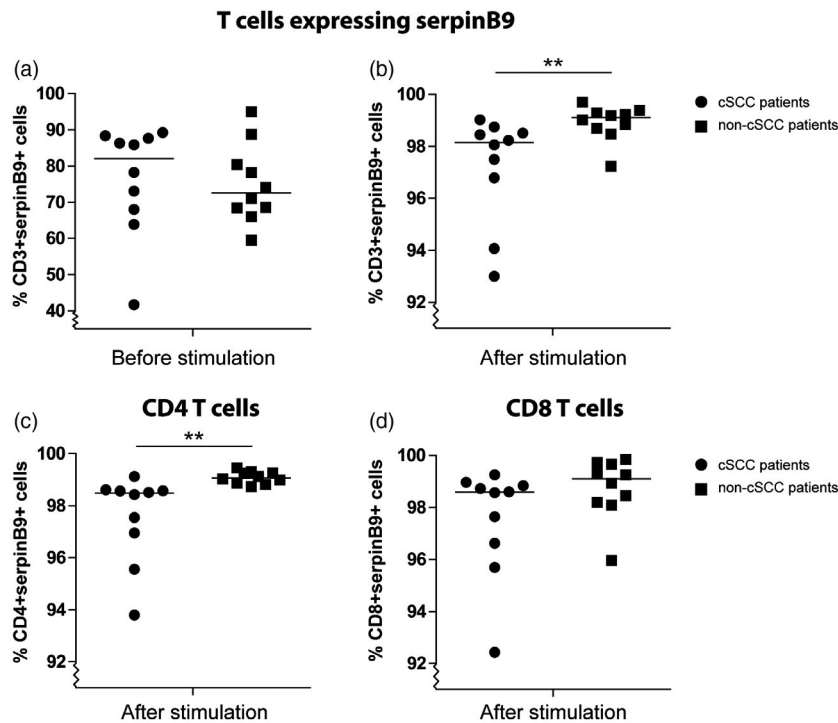 T cells expressing serpinB9
(a)
% CD3+serpinB9+ cells
100
90
80
70
60
50
40
Before stimulation
(b)
**
% CD3+serpinB9+ cells
100
98
96
94
92
After stimulation
cSCC patients
non-cSCC patients
(c)
CD4 T cells
**
% CD4+serpinB9+ cells
100
98
96
94
92
After stimulation
(d)
CD8 T cells
% CD8+serpinB9+ cells
100
98
96
94
92
After stimulation
cSCC patients
non-cSCC patients